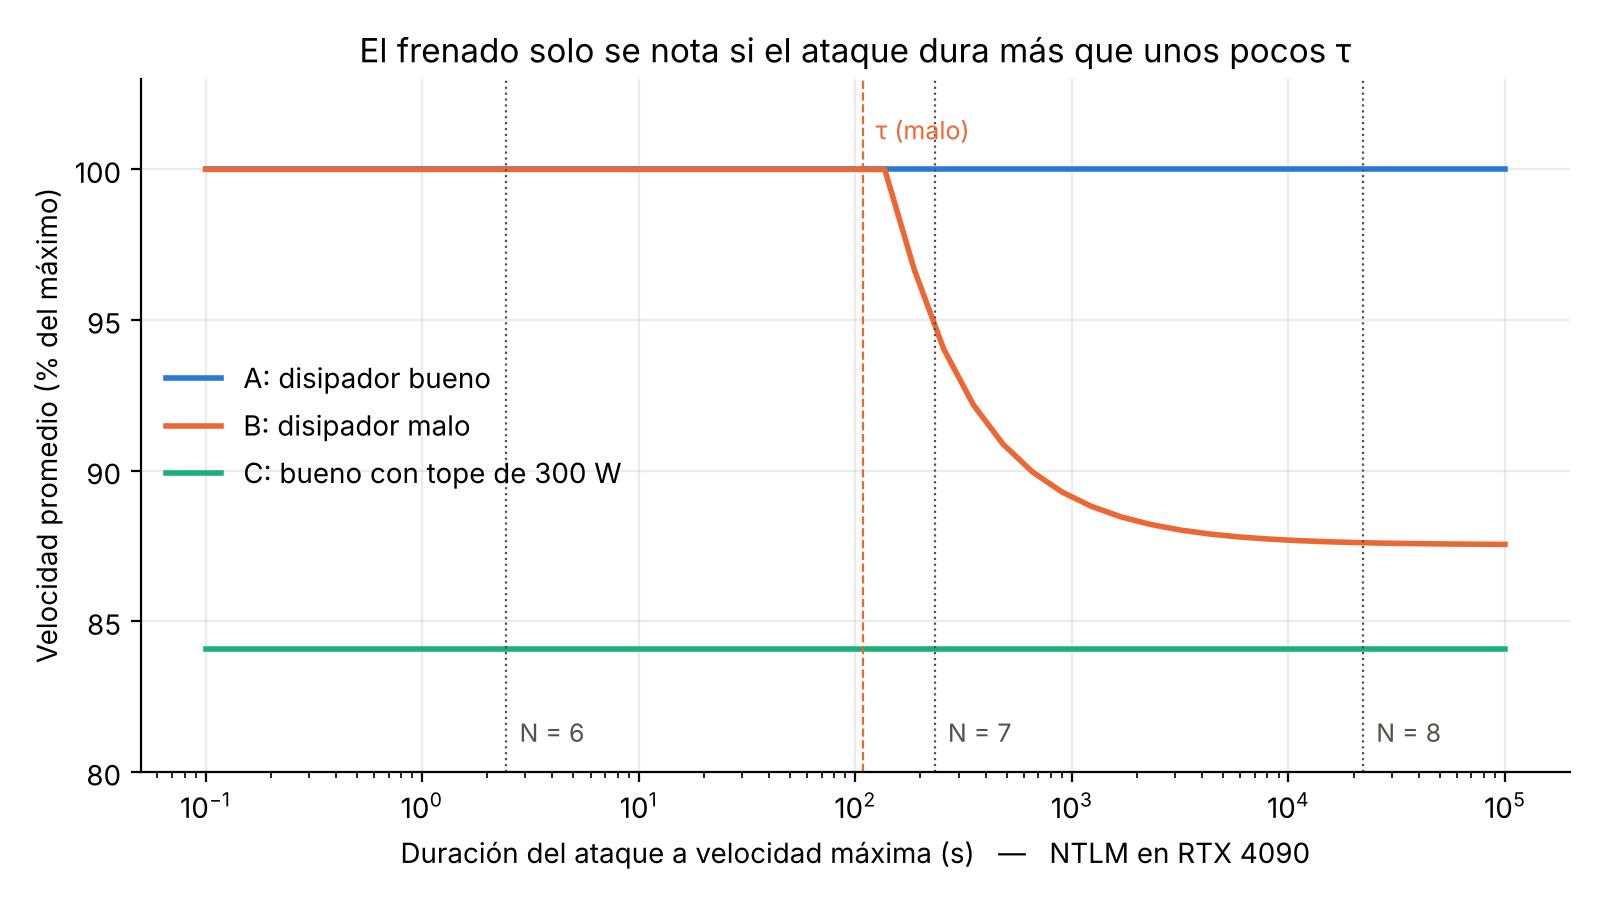 El frenado solo se nota si el ataque dura más que unos pocos τ
τ (malo)
Velocidad promedio (% del máximo)
100
95
90
85
80
A: disipador bueno
B: disipador malo
C: bueno con tope de 300 W
N = 6
N = 7
N = 8
10⁻¹
10⁰
10¹
10²
10³
10⁴
10⁵
Duración del ataque a velocidad máxima (s) — NTLM en RTX 4090